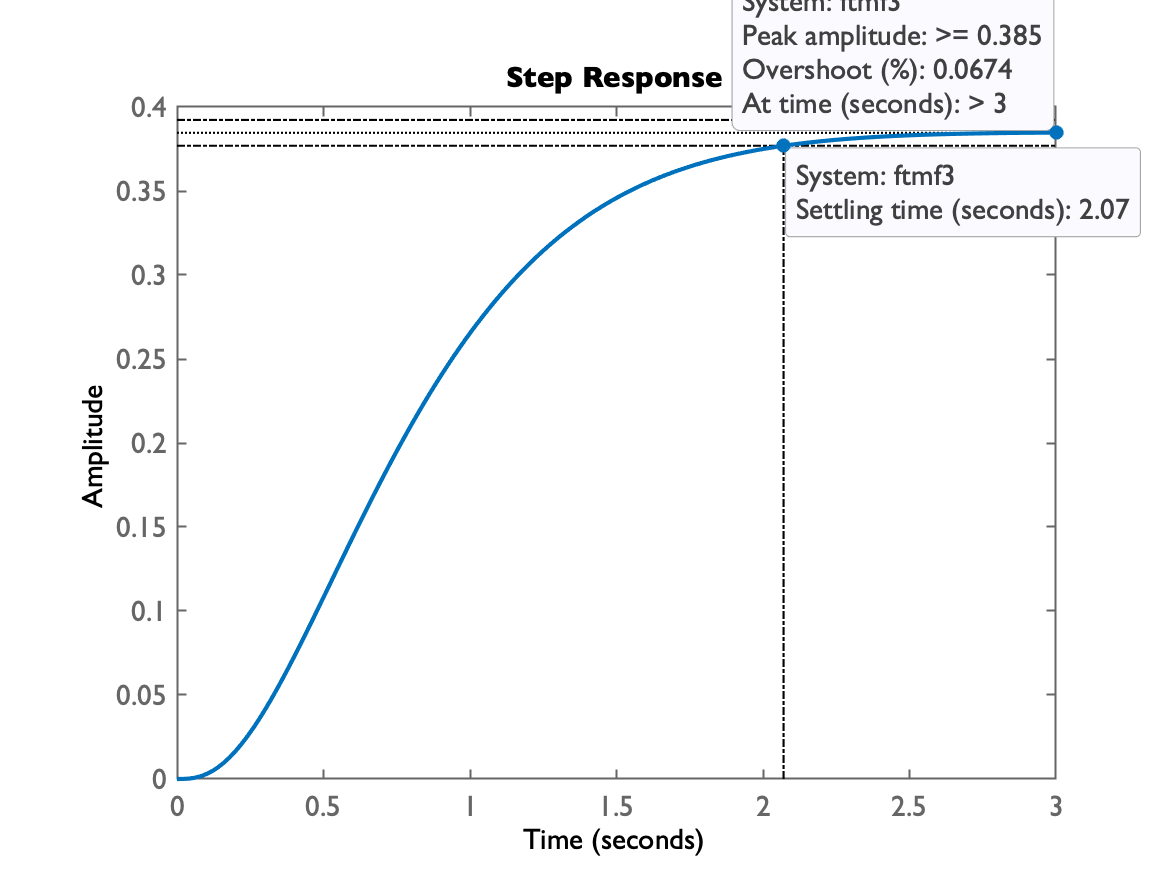 System: ftmf3
Peak amplitude: >= 0.385
Overshoot (%): 0.0674
At time (seconds): > 3
Step Response
System: ftmf3
Settling time (seconds): 2.07
Amplitude
0.4
0.35
0.3
0.25
0.2
0.15
0.1
0.05
0
0 0.5 1 1.5 2 2.5 3
Time (seconds)